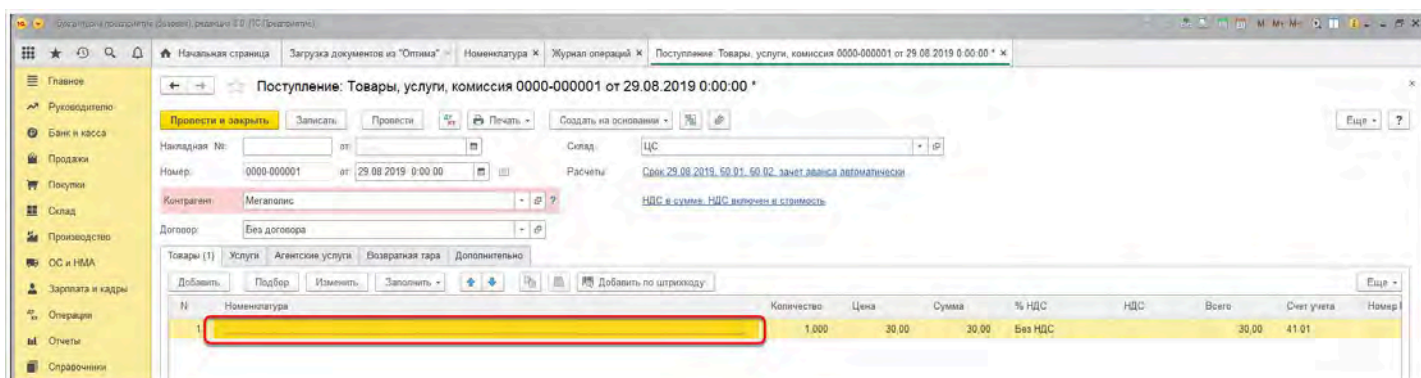 Бухгалтерия предприятия (базовая), редакция 3.0 (1С:Предприятие)
M M+ M-
Начальная страница Загрузка документов из "Оптима" × Номенклатура × Журнал операций × Поступление: Товары, услуги, комиссия 0000-000001 от 29.08.2019 0:00:00 * ×
Главное
Поступление: Товары, услуги, комиссия 0000-000001 от 29.08.2019 0:00:00 *
Руководителю
Провести и закрыть Записать Провести Печать Создать на основании Еще ?
Банк и касса
Накладная №: от: Склад: ЦС
Продажи
Номер: 0000-000001 от: 29.08.2019 0:00:00 Расчеты: Срок 29.08.2019, 60.01, 60.02, зачет аванса автоматически
Покупки
Контрагент: Мегаполис ? НДС в сумме. НДС включен в стоимость
Склад
Договор: Без договора
Производство
Товары (1) Услуги Агентские услуги Возвратная тара Дополнительно
ОС и НМА
Добавить Подбор Изменить Заполнить Добавить по штрихкоду Еще
Зарплата и кадры
N Номенклатура Количество Цена Сумма % НДС НДС Всего Счет учета Номер
Операции
1 1,000 30,00 30,00 Без НДС 30,00 41.01
Отчеты
Справочники